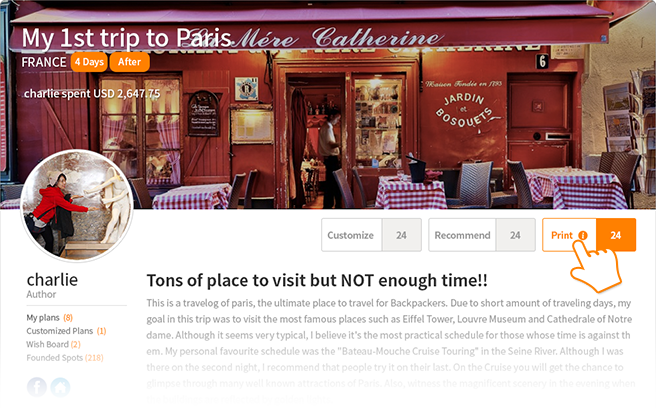 My 1st trip to Paris
La Mére Catherine
FRANCE 4 Days After
6
charlie spent USD 2,647.75
Maison Fondée en 1793
JARDIN
et
BOSQUETS
Customize 24 Recommend 24 Print i 24
charlie
Author
My plans (8)
Customized Plans (1)
Wish Board (2)
Founded Spots (218)
f
Tons of place to visit but NOT enough time!!
This is a travelog of paris, the ultimate place to travel for Backpackers. Due to short amount of traveling days, my
goal in this trip was to visit the most famous places such as Eiffel Tower, Louvre Museum and Cathedrale of Notre
dame. Although it seems very typical, I believe it's the most practical schedule for those whose time is against th
em. My personal favourite schedule was the "Bateau-Mouche Cruise Touring" in the Seine River. Although I was
there on the second night, I recommend that people try it on their last. On the Cruise you will get the chance to
glimpse through many well known attractions of Paris. Also, witness the magnificent scenery in the evening when